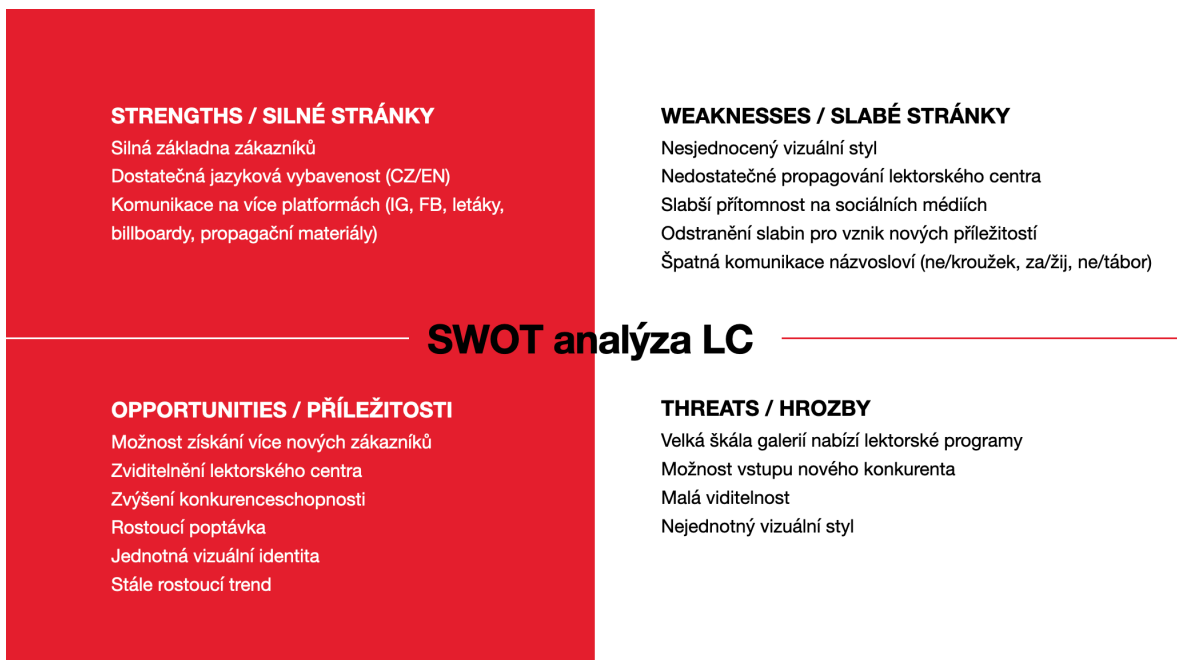 STRENGTHS / SILNÉ STRÁNKY
Silná základna zákazníků
Dostatečná jazyková vybavenost (CZ/EN)
Komunikace na více platformách (IG, FB, letáky,
billboardy, propagační materiály)
WEAKNESSES / SLABÉ STRÁNKY
Nesjednocený vizuální styl
Nedostatečné propagování lektorského centra
Slabší přítomnost na sociálních médiích
Odstranění slabin pro vznik nových příležitostí
Špatná komunikace názvosloví (ne/kroužek, za/žij, ne/tábor)
SWOT analýza LC
OPPORTUNITIES / PŘÍLEŽITOSTI
Možnost získání více nových zákazníků
Zviditelnění lektorského centra
Zvýšení konkurenceschopnosti
Rostoucí poptávka
Jednotná vizuální identita
Stále rostoucí trend
THREATS / HROZBY
Velká škála galerií nabízí lektorské programy
Možnost vstupu nového konkurenta
Malá viditelnost
Nejednotný vizuální styl